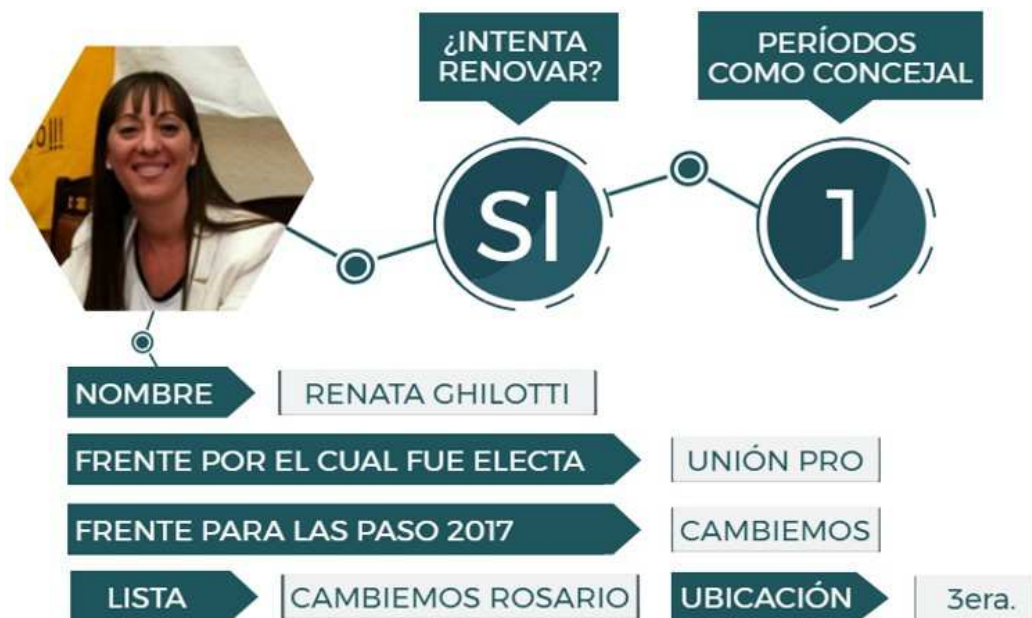 ¿INTENTA
RENOVAR?
PERÍODOS
COMO CONCEJAL
SI
1
NOMBRE
RENATA GHILOTTI
FRENTE POR EL CUAL FUE ELECTA
UNIÓN PRO
FRENTE PARA LAS PASO 2017
CAMBIEMOS
LISTA
CAMBIEMOS ROSARIO
UBICACIÓN
3era.